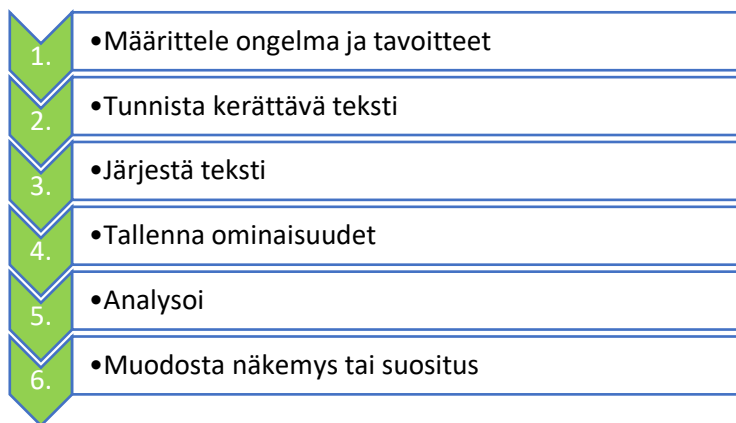 1. •Määrittele ongelma ja tavoitteet
2. •Tunnista kerättävä teksti
3. •Järjestä teksti
4. •Tallenna ominaisuudet
5. •Analysoi
6. •Muodosta näkemys tai suositus